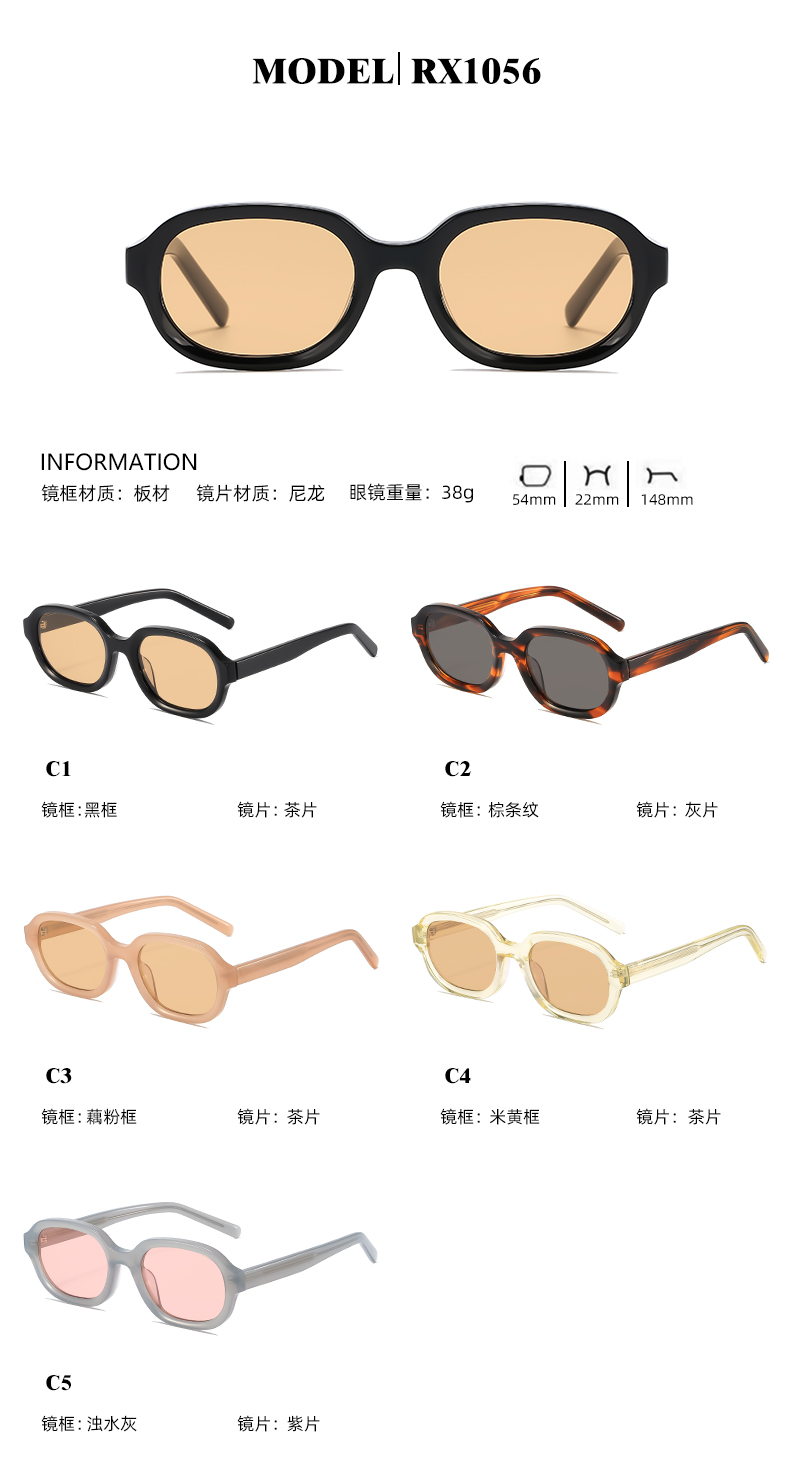 MODEL RX1056
INFORMATION
镜框材质：板材 镜片材质：尼龙 眼镜重量：38g
54mm 22mm 148mm
C1
镜框：黑框 镜片：茶片
C2
镜框：棕条纹 镜片：灰片
C3
镜框：藕粉框 镜片：茶片
C4
镜框：米黄框 镜片：茶片
C5
镜框：浊水灰 镜片：紫片